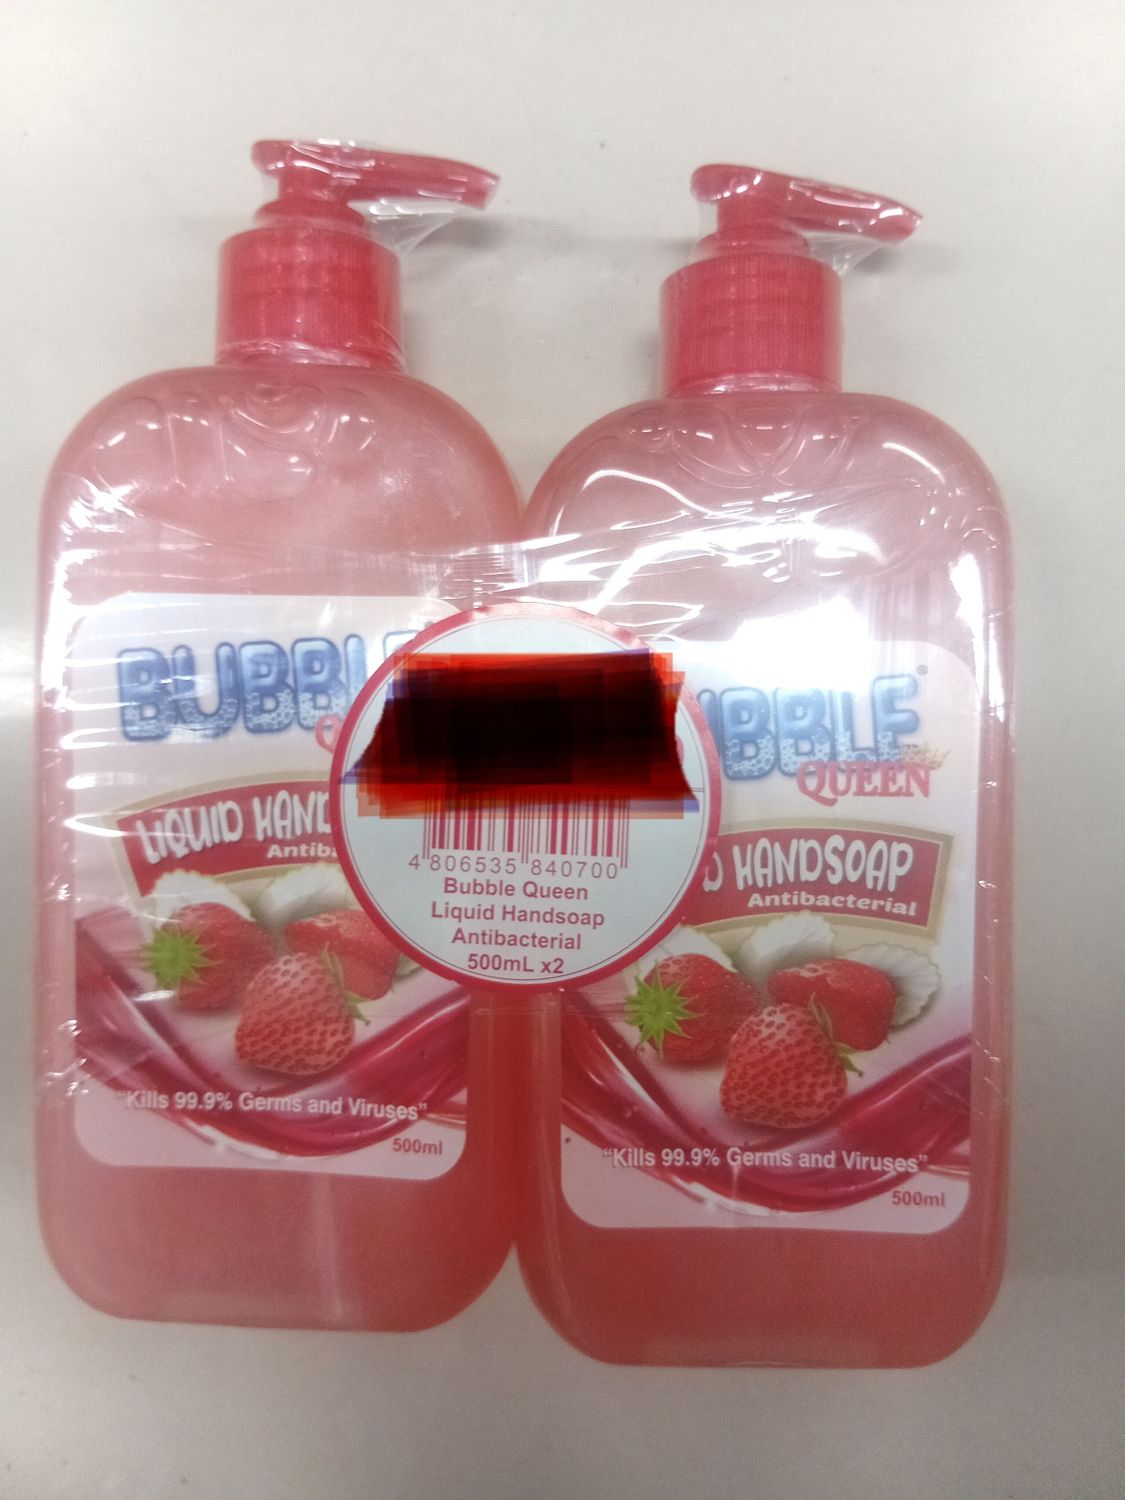 BUBBLE
LIQUID HAND
Antiba
"Kills 99.9% Germs and Viruses"
500ml
4 806535 840700
Bubble Queen
Liquid Handsoap
Antibacterial
500mL x2
UBBLE®
QUEEN
D HANDSOAP
Antibacterial
"Kills 99.9% Germs and Viruses"
500ml